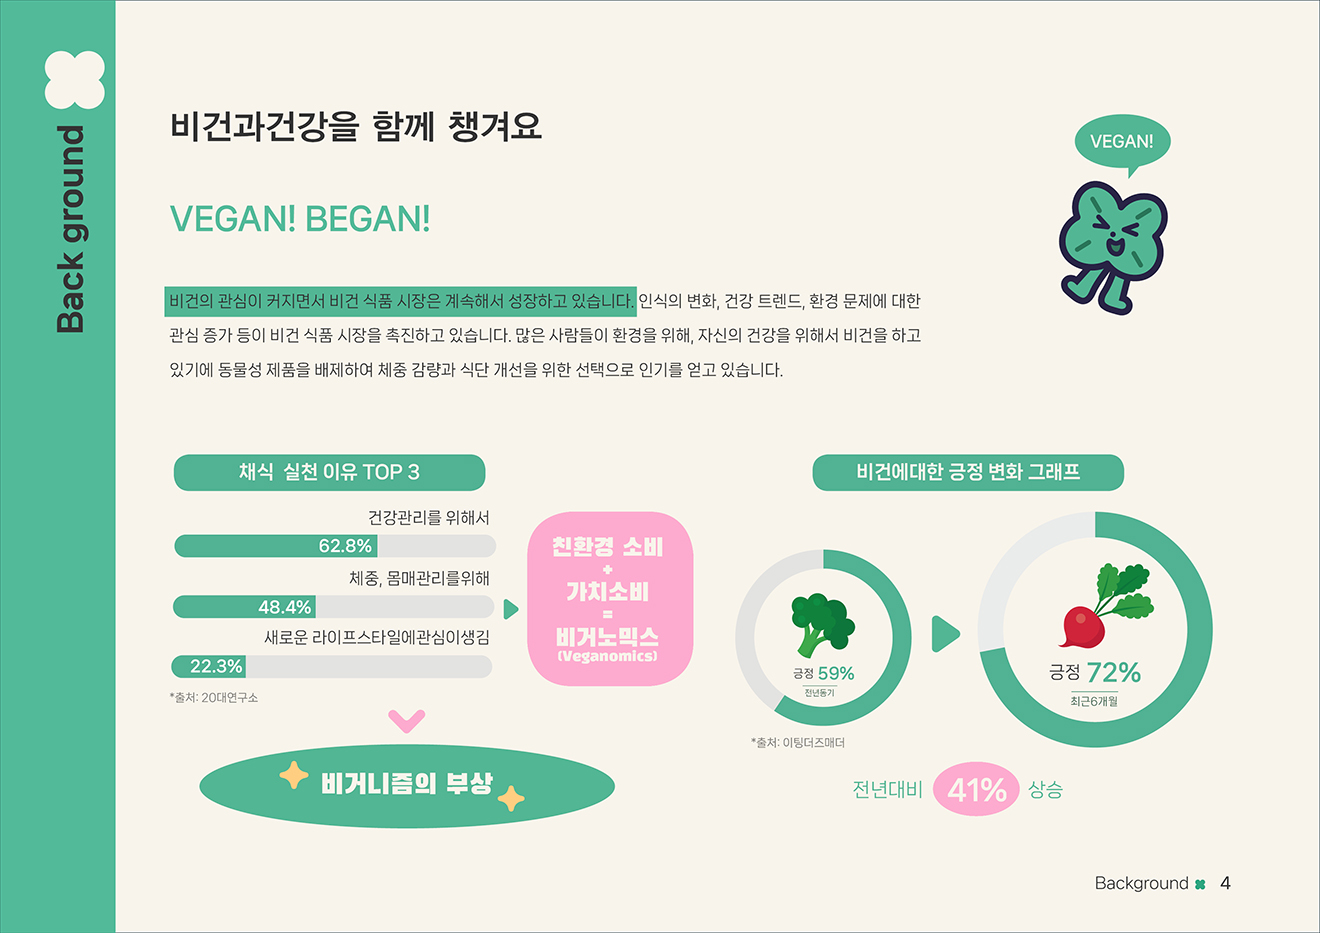 Back ground
비건과건강을 함께 챙겨요
VEGAN!
VEGAN! BEGAN!
비건의 관심이 커지면서 비건 식품 시장은 계속해서 성장하고 있습니다. 인식의 변화, 건강 트렌드, 환경 문제에 대한
관심 증가 등이 비건 식품 시장을 촉진하고 있습니다. 많은 사람들이 환경을 위해, 자신의 건강을 위해서 비건을 하고
있기에 동물성 제품을 배제하여 체중 감량과 식단 개선을 위한 선택으로 인기를 얻고 있습니다.
채식 실천 이유 TOP 3
건강관리를 위해서
62.8%
체중, 몸매관리를위해
48.4%
새로운 라이프스타일에관심이생김
22.3%
*출처: 20대연구소
친환경 소비
+
가치소비
=
비거노믹스
(Veganomics)
비거니즘의 부상
비건에대한 긍정 변화 그래프
긍정 59%
전년동기
*출처: 이팅더즈매더
긍정 72%
최근6개월
전년대비 41% 상승
Background 4